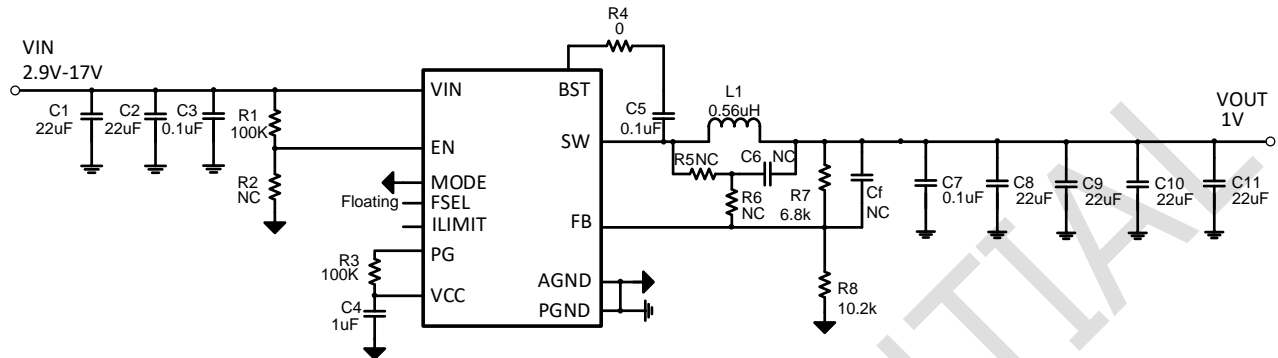 R4
0
VIN
2.9V-17V
C1
22uF
C2
22uF
C3
0.1uF
R1
100K
R2
NC
VIN
EN
MODE
Floating
FSEL
ILIMIT
PG
VCC
R3
100K
C4
1uF
BST
SW
FB
AGND
PGND
C5
0.1uF
L1
0.56uH
R5NC
C6
NC
R6
NC
R7
6.8k
Cf
NC
R8
10.2k
VOUT
1V
C7
0.1uF
C8
22uF
C9
22uF
C10
22uF
C11
22uF
NTIAL